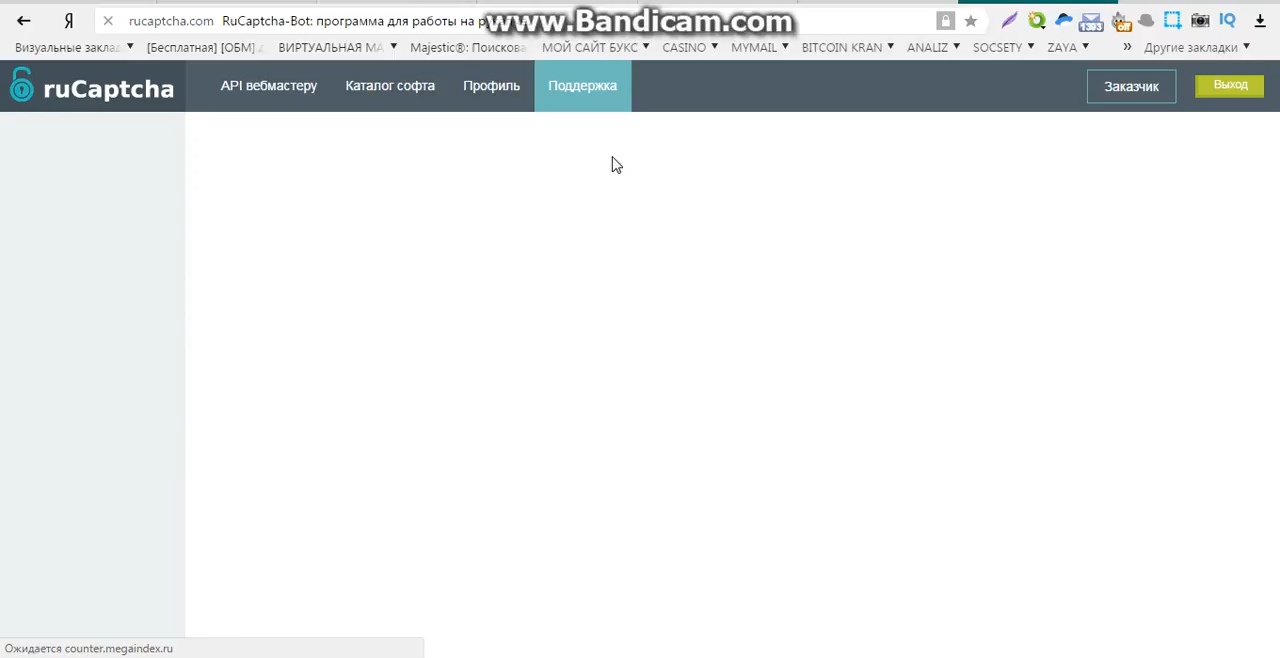 www.Bandicam.com
Я rucaptcha.com RuCaptcha-Bot: программа для работы на
Визуальные заклад [Бесплатная] [ОБМ] ВИРТУАЛЬНАЯ МА Majestic®: Поискова МОЙ САЙТ БУКС CASINO MYMAIL BITCOIN KRAN ANALIZ SOCSETY ZAYA » Другие закладки
ruCaptcha API вебмастеру Каталог софта Профиль Поддержка Заказчик Выход
Ожидается counter.megaindex.ru